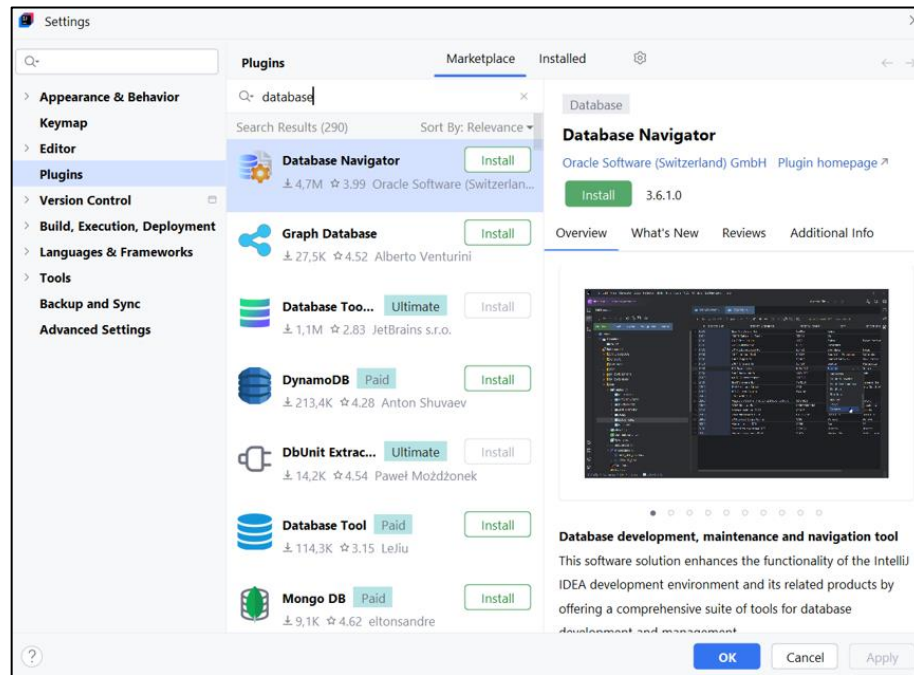 Settings
Plugins
Marketplace
Installed
Appearance & Behavior
Keymap
Editor
Plugins
Version Control
Build, Execution, Deployment
Languages & Frameworks
Tools
Backup and Sync
Advanced Settings
database
Search Results (290) Sort By: Relevance
Database Navigator Install
4,7M 3.99 Oracle Software (Switzerlan...
Graph Database Install
27,5K 4.52 Alberto Venturini
Database Too... Ultimate Install
1,1M 2.83 JetBrains s.r.o.
DynamoDB Paid Install
213,4K 4.28 Anton Shuvaev
DbUnit Extrac... Ultimate Install
14,2K 4.54 Paweł Możdżonek
Database Tool Paid Install
114,3K 3.15 LeJiu
Mongo DB Paid Install
9,1K 4.62 eltonsandre
Database
Database Navigator
Oracle Software (Switzerland) GmbH Plugin homepage ↗
Install 3.6.1.0
Overview What's New Reviews Additional Info
Database development, maintenance and navigation tool
This software solution enhances the functionality of the IntelliJ
IDEA development environment and its related products by
offering a comprehensive suite of tools for database
development and management
? OK Cancel Apply